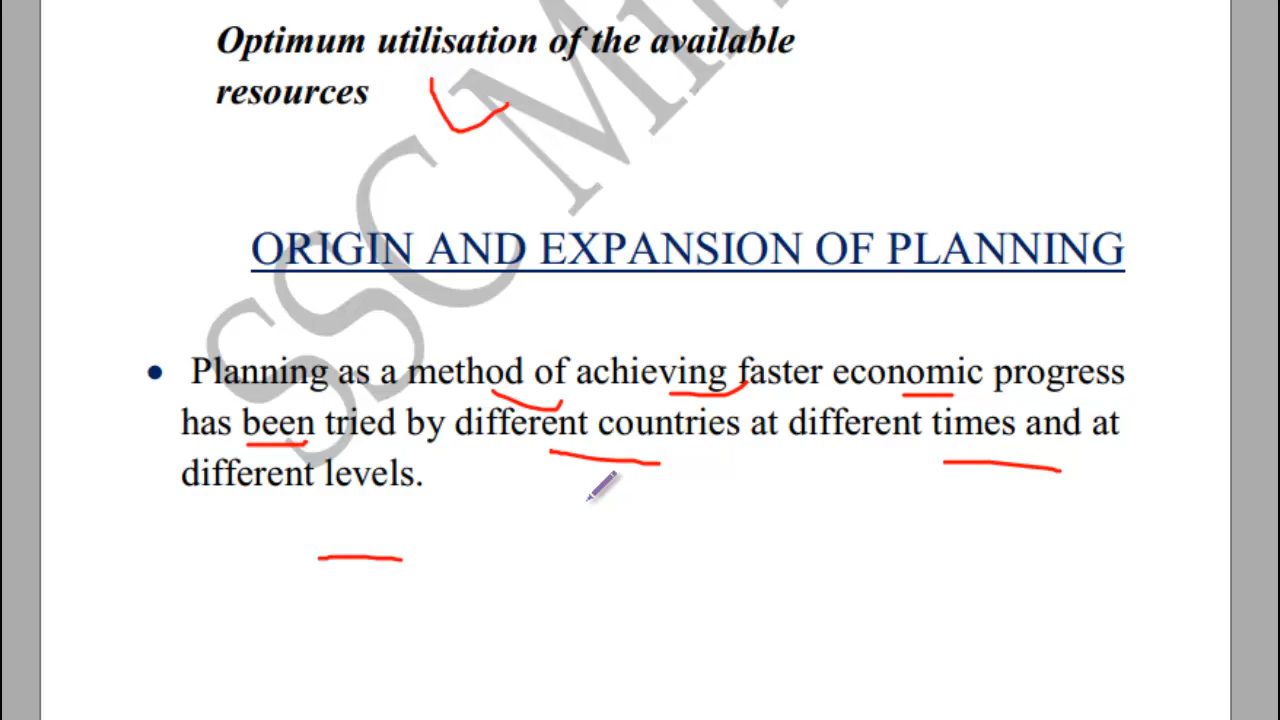 Optimum utilisation of the available
resources
ORIGIN AND EXPANSION OF PLANNING
• Planning as a method of achieving faster economic progress
has been tried by different countries at different times and at
different levels.
SSC